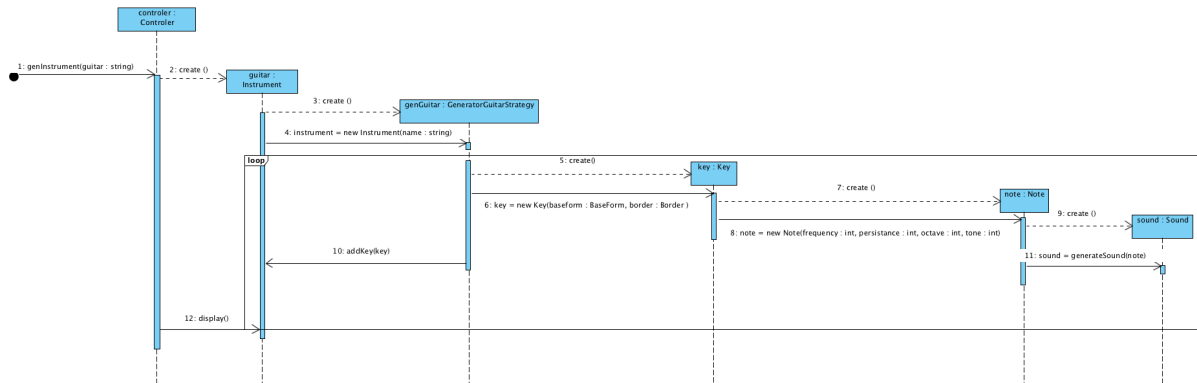 controler :
Controler
1: genInstrument(guitar : string)
2: create ()
guitar :
Instrument
3: create ()
genGuitar : GeneratorGuitarStrategy
4: instrument = new Instrument(name : string)
loop
5: create()
key : Key
6: key = new Key(baseform : BaseForm, border : Border )
7: create ()
note : Note
8: note = new Note(frequency : int, persistance : int, octave : int, tone : int)
9: create ()
sound : Sound
10: addKey(key)
11: sound = generateSound(note)
12: display()